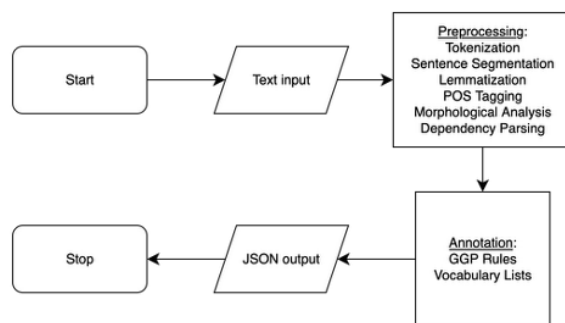 Start
Text input
Preprocessing:
Tokenization
Sentence Segmentation
Lemmatization
POS Tagging
Morphological Analysis
Dependency Parsing
Stop
JSON output
Annotation:
GGP Rules
Vocabulary Lists